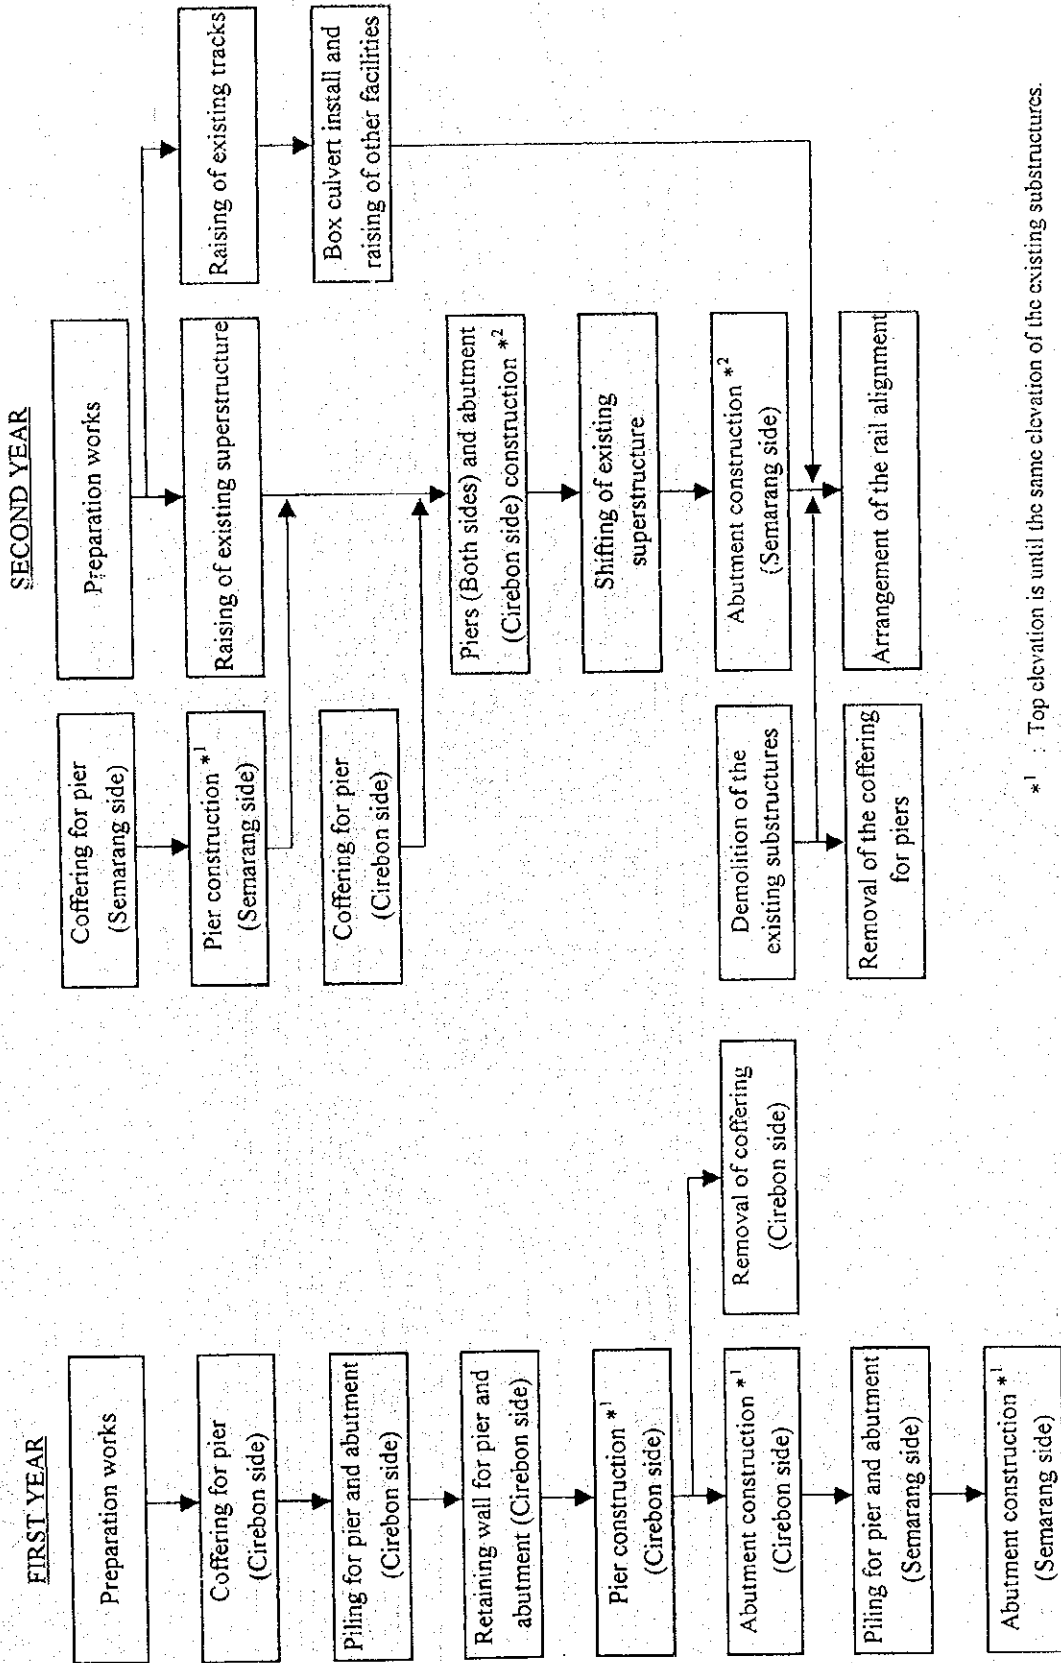 FIRST YEAR
Preparation works
Coffering for pier
(Cirebon side)
Piling for pier and abutment
(Cirebon side)
Retaining wall for pier and
abutment (Cirebon side)
Pier construction *1
(Cirebon side)
Removal of coffering
(Cirebon side)
Abutment construction *1
(Cirebon side)
Piling for pier and abutment
(Semarang side)
Abutment construction *1
(Semarang side)
SECOND YEAR
Coffering for pier
(Semarang side)
Pier construction *1
(Semarang side)
Coffering for pier
(Cirebon side)
Demolition of the
existing substructures
Removal of the coffering
for piers
Preparation works
Raising of existing superstructure
Piers (Both sides) and abutment
(Cirebon side) construction *2
Shifting of existing
superstructure
Abutment construction *2
(Semarang side)
Arrangement of the rail alignment
Raising of existing tracks
Box culvert install and
raising of other facilities
*1 : Top elevation is until the same elevation of the existing substructures.